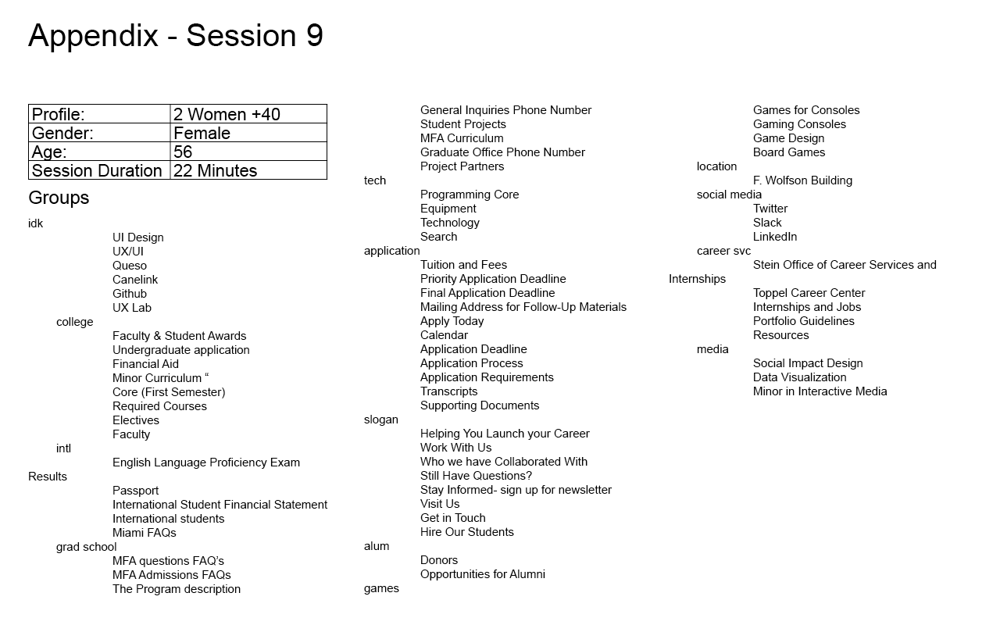 Appendix - Session 9
Profile: 2 Women +40
Gender: Female
Age: 56
Session Duration 22 Minutes
Groups
idk
UI Design
UX/UI
Queso
Canelink
Github
UX Lab
college
Faculty & Student Awards
Undergraduate application
Financial Aid
Minor Curriculum “
Core (First Semester)
Required Courses
Electives
Faculty
intl
English Language Proficiency Exam
Results
Passport
International Student Financial Statement
International students
Miami FAQs
grad school
MFA questions FAQ’s
MFA Admissions FAQs
The Program description
General Inquiries Phone Number
Student Projects
MFA Curriculum
Graduate Office Phone Number
Project Partners
tech
Programming Core
Equipment
Technology
Search
application
Tuition and Fees
Priority Application Deadline
Final Application Deadline
Mailing Address for Follow-Up Materials
Apply Today
Calendar
Application Deadline
Application Process
Application Requirements
Transcripts
Supporting Documents
slogan
Helping You Launch your Career
Work With Us
Who we have Collaborated With
Still Have Questions?
Stay Informed- sign up for newsletter
Visit Us
Get in Touch
Hire Our Students
alum
Donors
Opportunities for Alumni
games
Games for Consoles
Gaming Consoles
Game Design
Board Games
location
F. Wolfson Building
social media
Twitter
Slack
LinkedIn
career svc
Stein Office of Career Services and
Internships
Toppel Career Center
Internships and Jobs
Portfolio Guidelines
Resources
media
Social Impact Design
Data Visualization
Minor in Interactive Media